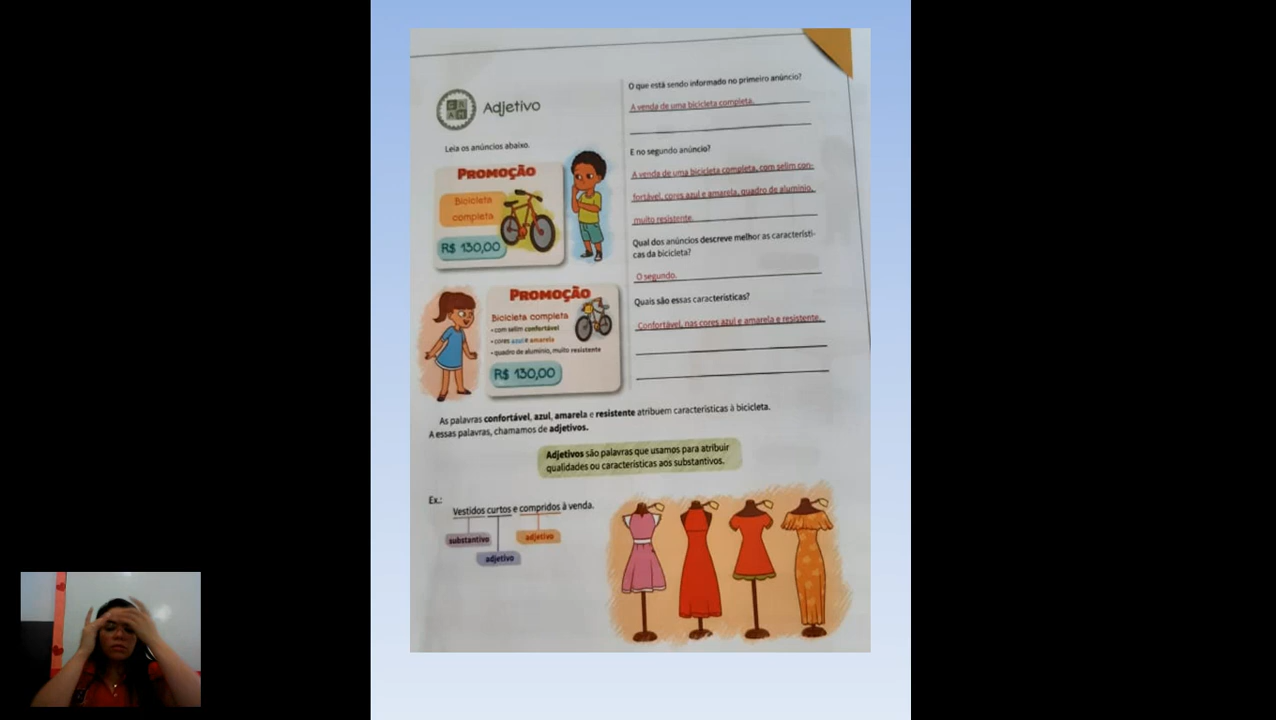 Adjetivo
Leia os anúncios abaixo.
PROMOÇÃO
Bicicleta
completa
R$ 130,00
PROMOÇÃO
Bicicleta completa
• com selim confortável
• cores azul e amarela
• quadro de alumínio, muito resistente
R$ 130,00
O que está sendo informado no primeiro anúncio?
A venda de uma bicicleta completa.
E no segundo anúncio?
A venda de uma bicicleta completa, com selim con-
fortável, cores azul e amarela, quadro de alumínio,
muito resistente.
Qual dos anúncios descreve melhor as característi-
cas da bicicleta?
O segundo.
Quais são essas características?
Confortável, nas cores azul e amarela e resistente.
As palavras confortável, azul, amarela e resistente atribuem características à bicicleta.
A essas palavras, chamamos de adjetivos.
Adjetivos são palavras que usamos para atribuir
qualidades ou características aos substantivos.
Ex.:
Vestidos curtos e compridos à venda.
substantivo
adjetivo
adjetivo